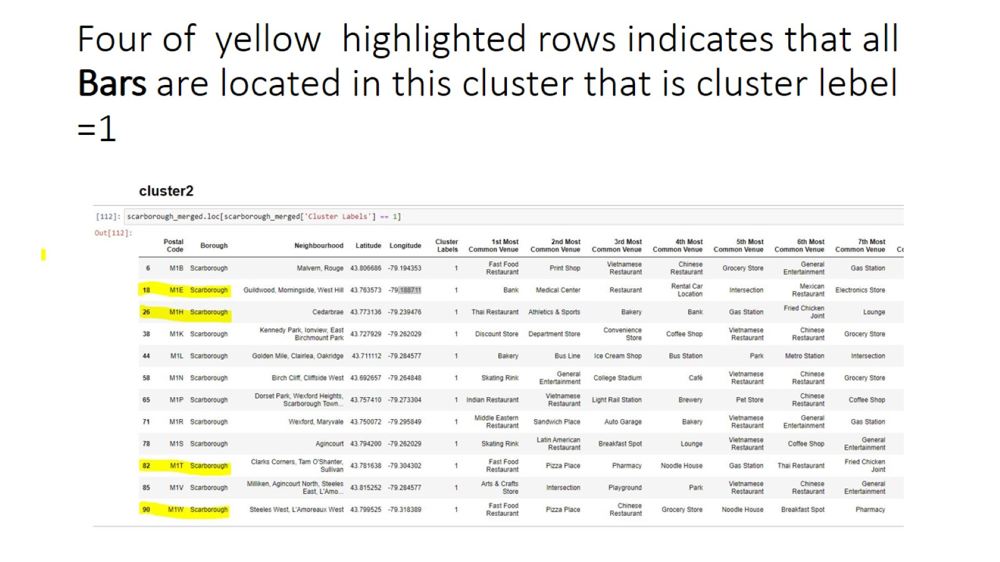 Four of yellow highlighted rows indicates that all
Bars are located in this cluster that is cluster lebel
=1
cluster2
[112]: scarborough_merged.loc[scarborough_merged['Cluster Labels'] == 1]
Out[112]:
Postal Code Borough Neighbourhood Latitude Longitude Cluster Labels 1st Most Common Venue 2nd Most Common Venue 3rd Most Common Venue 4th Most Common Venue 5th Most Common Venue 6th Most Common Venue 7th Most Common Venue Cc
6 M1B Scarborough Malvern, Rouge 43.806686 -79.194353 1 Fast Food Restaurant Print Shop Vietnamese Restaurant Chinese Restaurant Grocery Store General Entertainment Gas Station
18 M1E Scarborough Guildwood, Morningside, West Hill 43.763573 -79.188711 1 Bank Medical Center Restaurant Rental Car Location Intersection Mexican Restaurant Electronics Store
26 M1H Scarborough Cedarbrae 43.773136 -79.239476 1 Thai Restaurant Athletics & Sports Bakery Bank Gas Station Fried Chicken Joint Lounge
38 M1K Scarborough Kennedy Park, Ionview, East Birchmount Park 43.727929 -79.262029 1 Discount Store Department Store Convenience Store Coffee Shop Vietnamese Restaurant Chinese Restaurant Grocery Store
44 M1L Scarborough Golden Mile, Clairlea, Oakridge 43.711112 -79.284577 1 Bakery Bus Line Ice Cream Shop Bus Station Park Metro Station Intersection
58 M1N Scarborough Birch Cliff, Cliffside West 43.692657 -79.264848 1 Skating Rink General Entertainment College Stadium Café Vietnamese Restaurant Chinese Restaurant Grocery Store
65 M1P Scarborough Dorset Park, Wexford Heights, Scarborough Town... 43.757410 -79.273304 1 Indian Restaurant Vietnamese Restaurant Light Rail Station Brewery Pet Store Chinese Restaurant Coffee Shop
71 M1R Scarborough Wexford, Maryvale 43.750072 -79.295849 1 Middle Eastern Restaurant Sandwich Place Auto Garage Bakery Vietnamese Restaurant General Entertainment Gas Station
78 M1S Scarborough Agincourt 43.794200 -79.262029 1 Skating Rink Latin American Restaurant Breakfast Spot Lounge Vietnamese Restaurant Coffee Shop General Entertainment
82 M1T Scarborough Clarks Corners, Tam O'Shanter, Sullivan 43.781638 -79.304302 1 Fast Food Restaurant Pizza Place Pharmacy Noodle House Gas Station Thai Restaurant Fried Chicken Joint
85 M1V Scarborough Milliken, Agincourt North, Steeles East, L'Amo... 43.815252 -79.284577 1 Arts & Crafts Store Intersection Playground Park Vietnamese Restaurant Chinese Restaurant General Entertainment
90 M1W Scarborough Steeles West, L'Amoreaux West 43.799525 -79.318389 1 Fast Food Restaurant Pizza Place Chinese Restaurant Grocery Store Noodle House Breakfast Spot Pharmacy